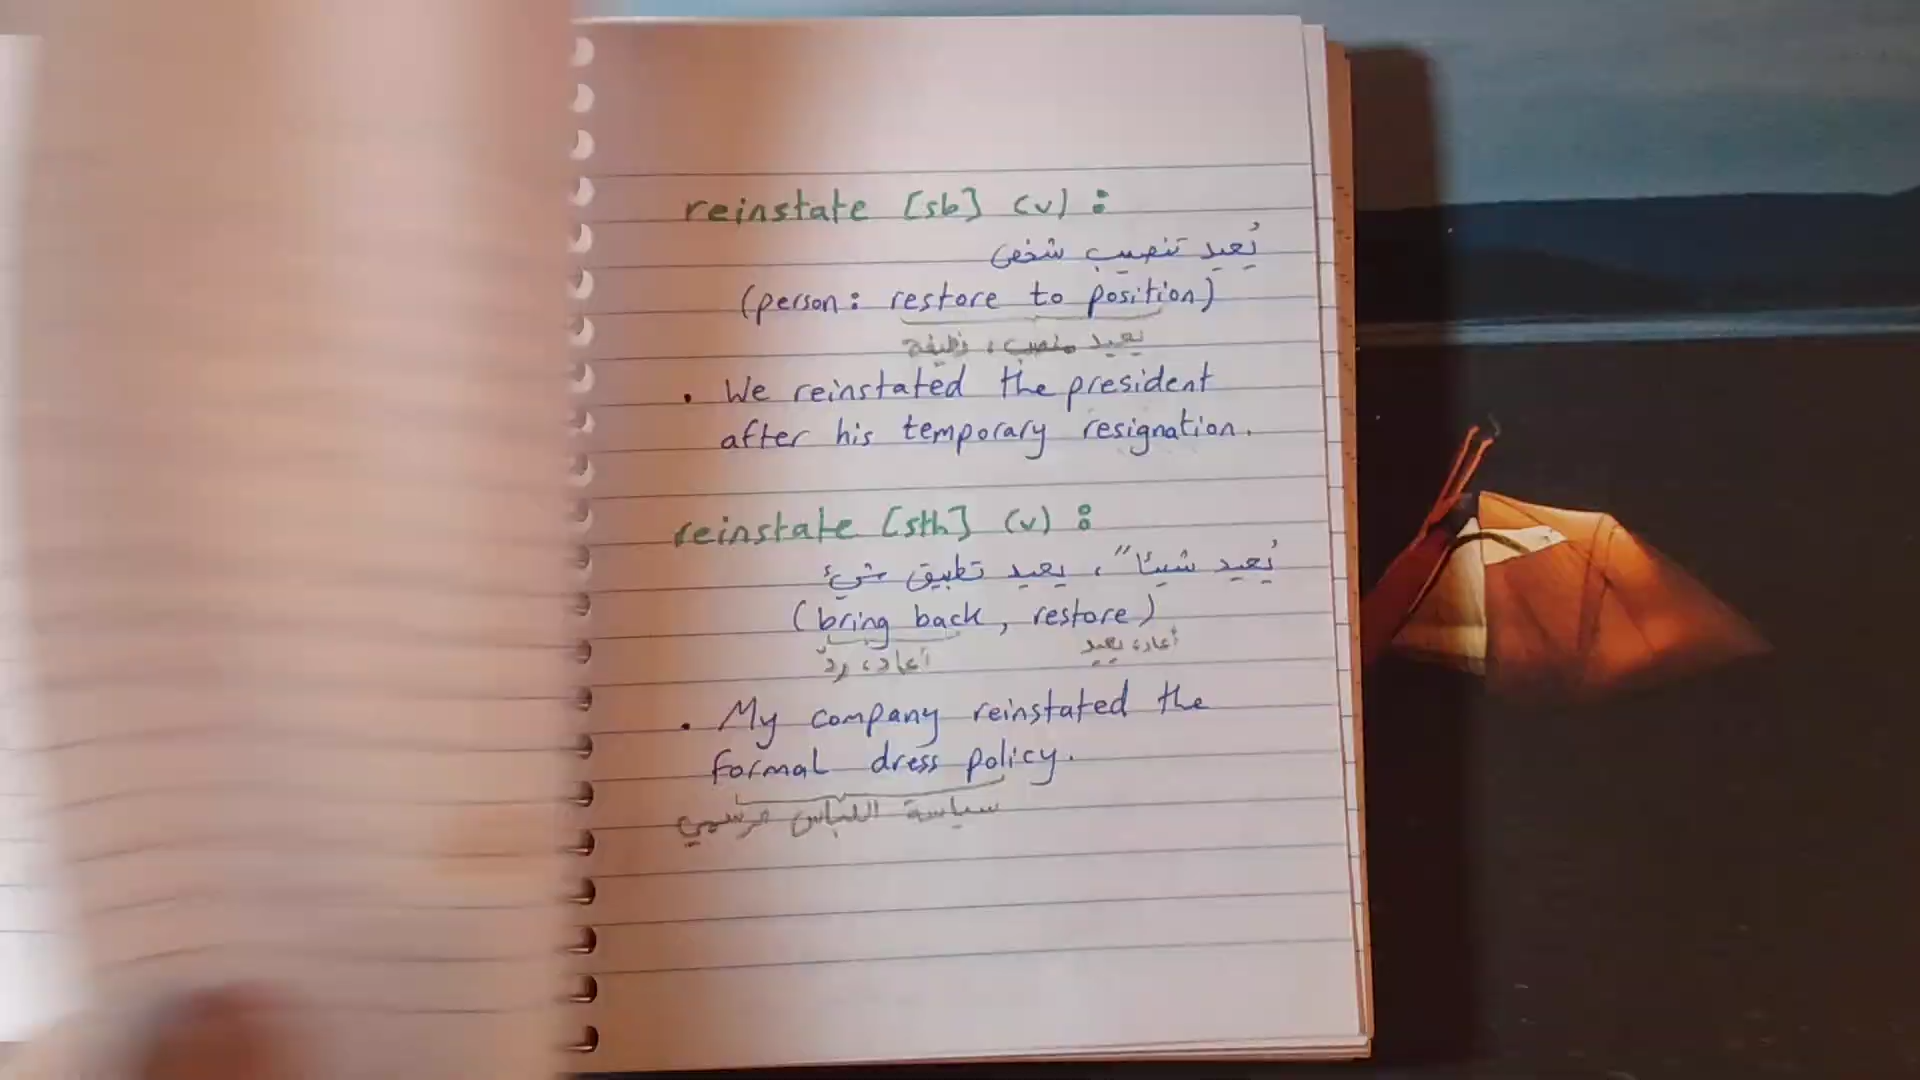 reinstate [sb] (v) :
يُعيد تنصيب شخص
(person: restore to position)
يعيد منصب، وظيفة
• We reinstated the president
after his temporary resignation.
reinstate [sth] (v) :
يُعيد شيئًا "، يعيد تطبيق شيءٍ
(bring back, restore)
أعاد، يعيد
أعاد، ردّ
• My company reinstated the
formal dress policy.
سياسة اللباس الرسمي